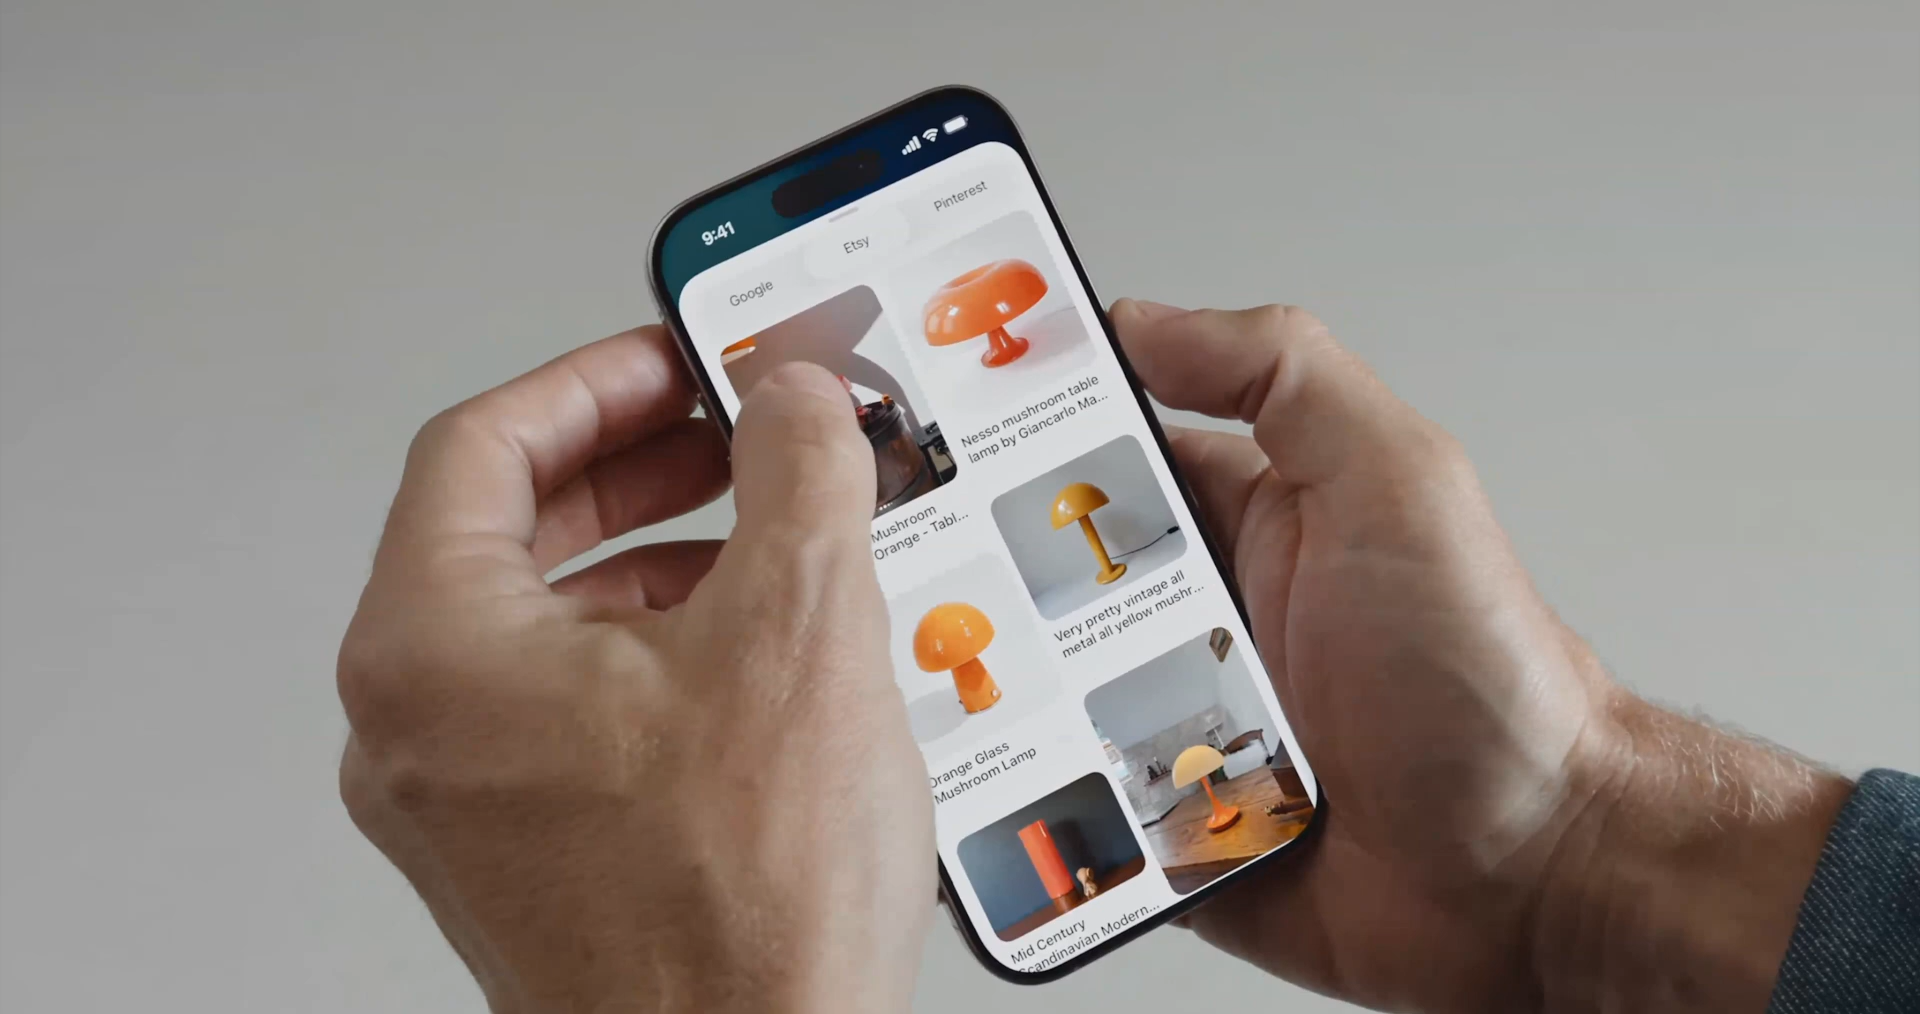 9:41
Google
Etsy
Pinterest
Nesso mushroom table
lamp by Giancarlo Ma...
Mushroom
Orange - Tabl...
Very pretty vintage all
metal all yellow mushr...
Orange Glass
Mushroom Lamp
Mid Century
Scandinavian Modern...